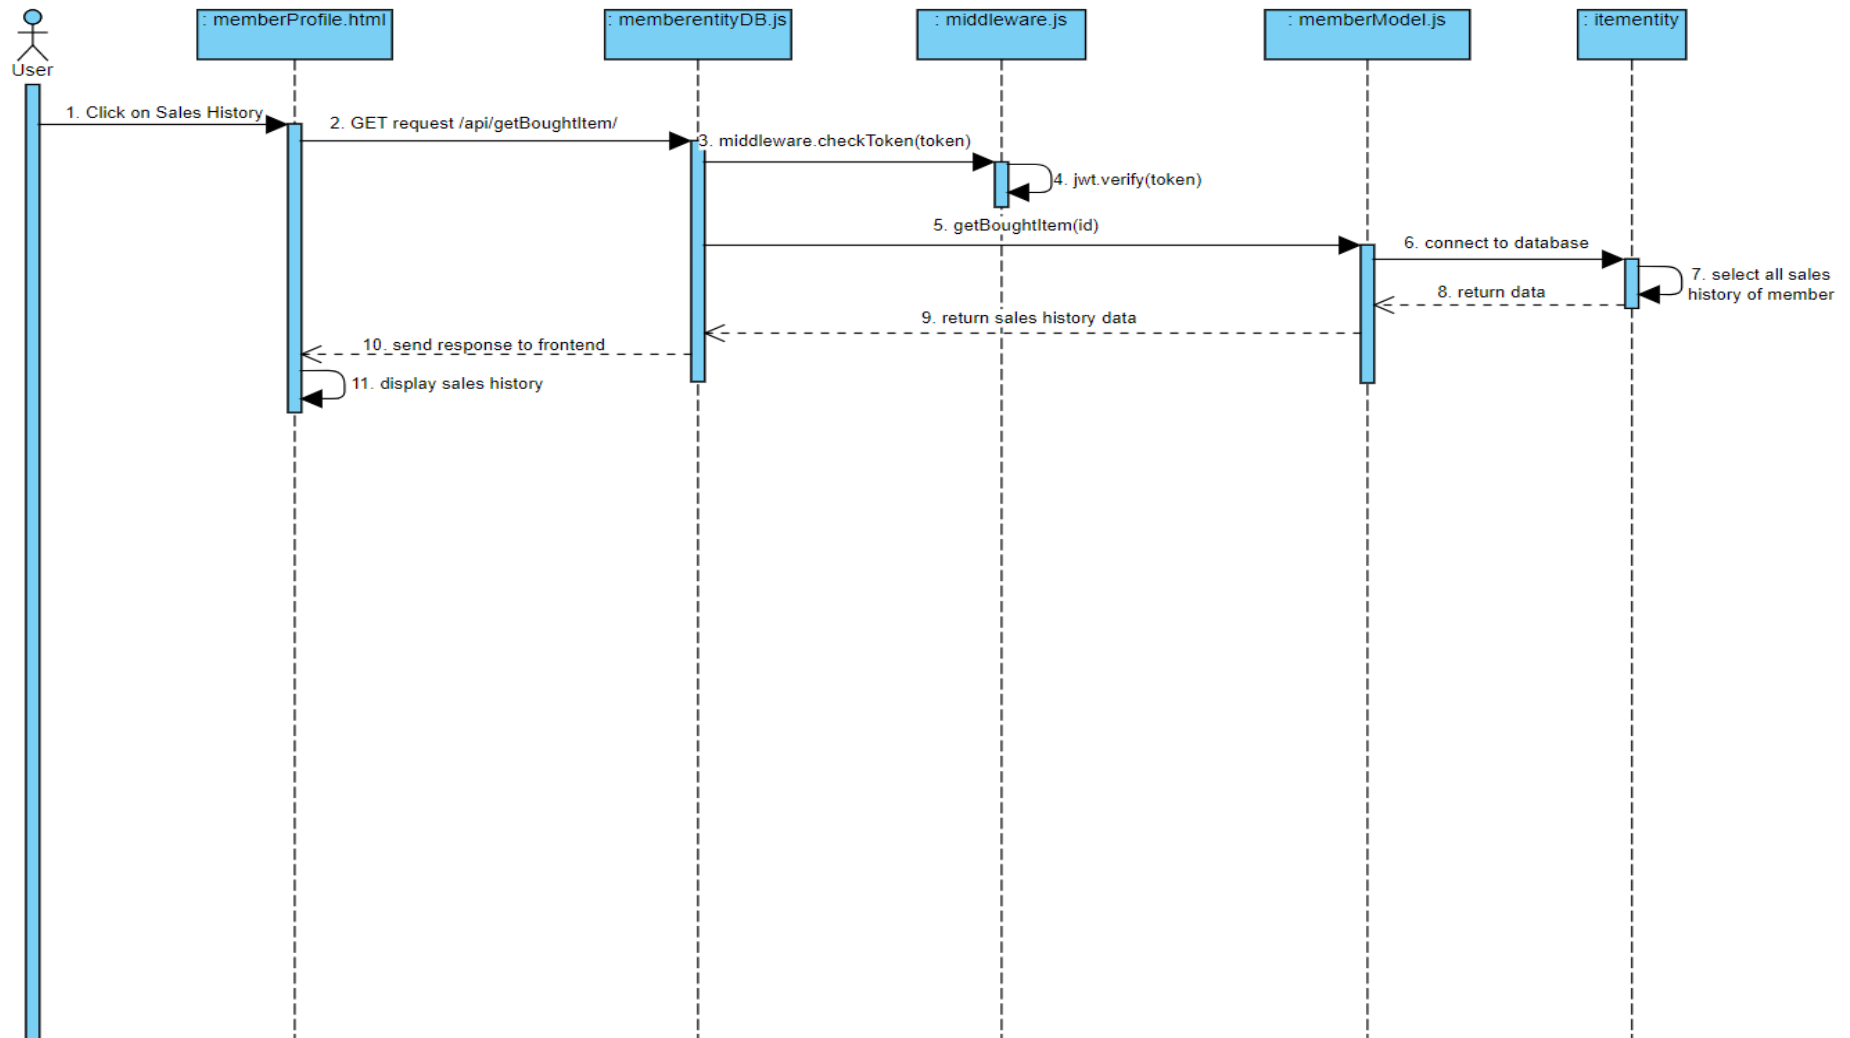 : memberProfile.html
: memberentityDB.js
: middleware.js
: memberModel.js
: itementity
User
1. Click on Sales History
2. GET request /api/getBoughtItem/
3. middleware.checkToken(token)
4. jwt.verify(token)
5. getBoughtItem(id)
6. connect to database
7. select all sales
history of member
8. return data
9. return sales history data
10. send response to frontend
11. display sales history